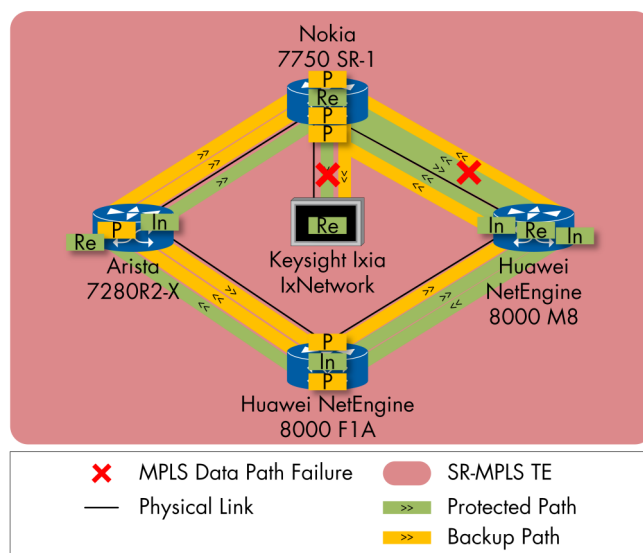 Nokia
7750 SR-1
P
Re
P
P
>> >> >> >> >> >> >>
Re
P
In
Re
In
Re
In
Arista
7280R2-X
Keysight Ixia
IxNetwork
Huawei
NetEngine
8000 M8
>> >> >> >> >> >>
P
In
P
Huawei NetEngine
8000 F1A
MPLS Data Path Failure
SR-MPLS TE
Physical Link
>> Protected Path
>> Backup Path